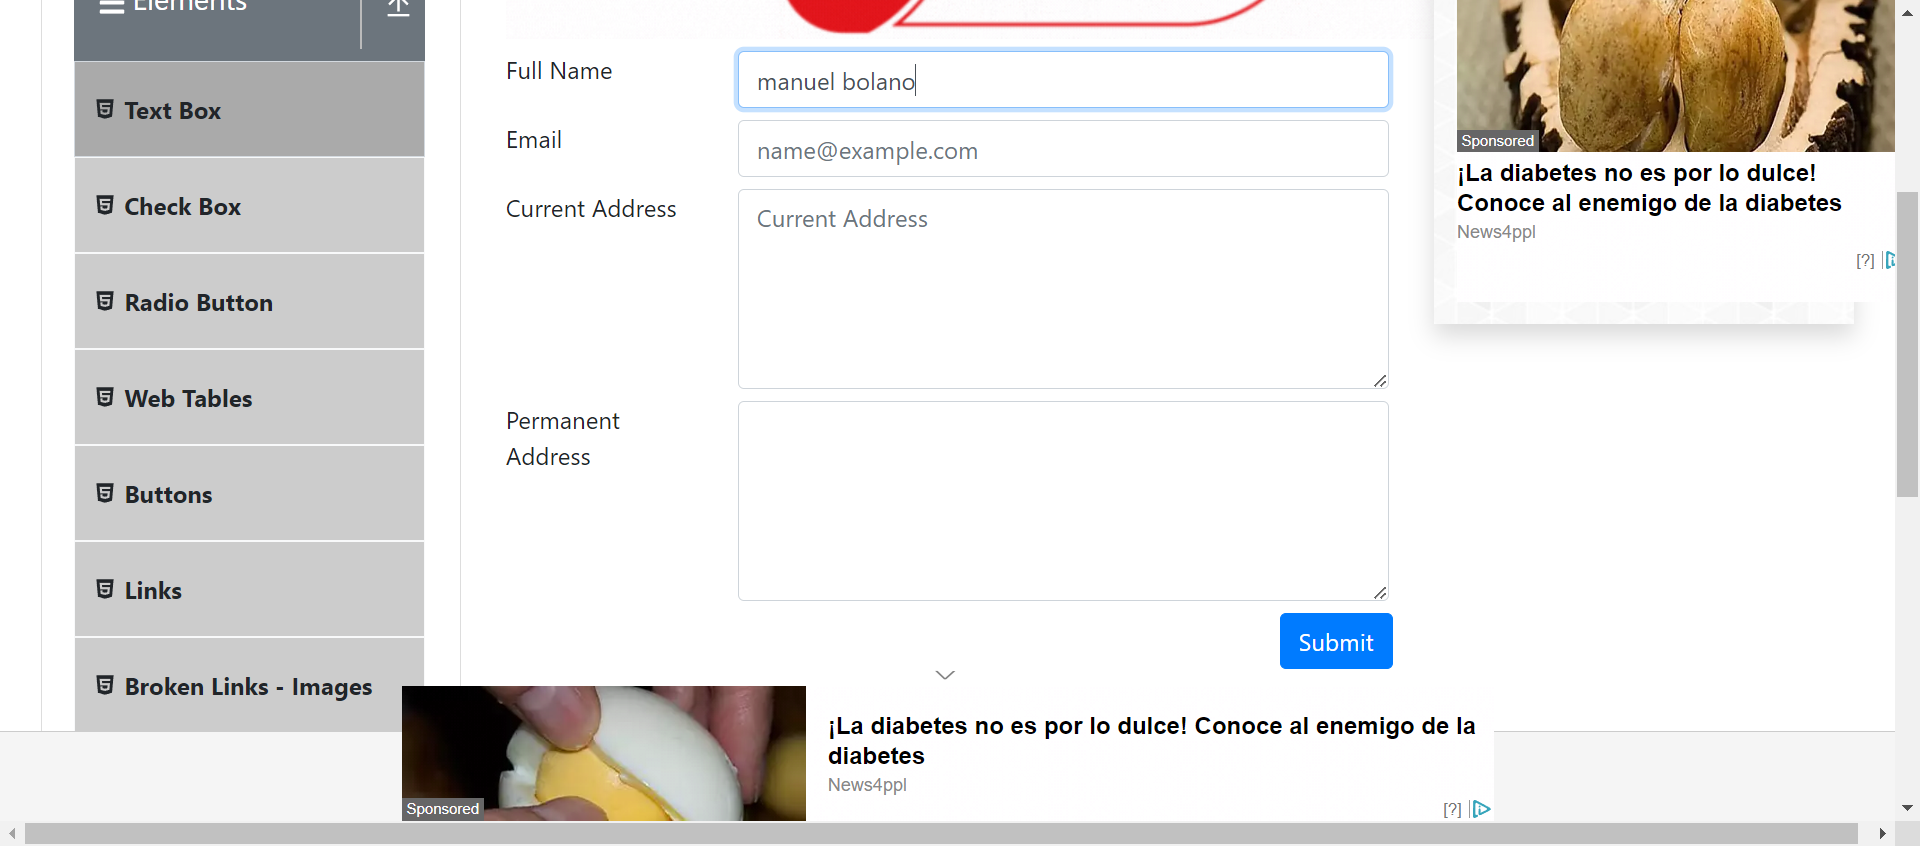 Elements
Text Box
Check Box
Radio Button
Web Tables
Buttons
Links
Broken Links - Images
Full Name
manuel bolano
Email
name@example.com
Current Address
Current Address
Permanent
Address
Submit
Sponsored
¡La diabetes no es por lo dulce!
Conoce al enemigo de la diabetes
News4ppl
[?]
Sponsored
¡La diabetes no es por lo dulce! Conoce al enemigo de la
diabetes
News4ppl
[?]